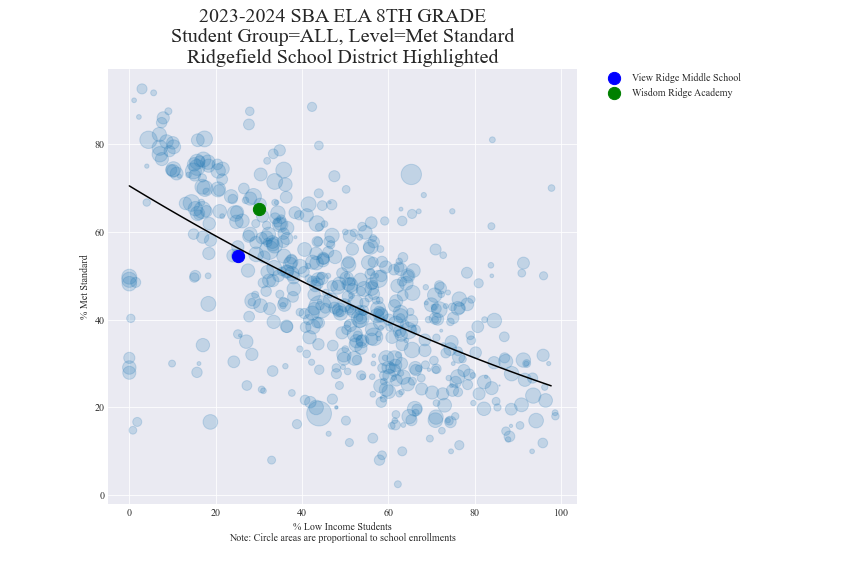 2023-2024 SBA ELA 8TH GRADE
Student Group=ALL, Level=Met Standard
Ridgefield School District Highlighted
View Ridge Middle School
Wisdom Ridge Academy
% Met Standard
80
60
40
20
0
0 20 40 60 80 100
% Low Income Students
Note: Circle areas are proportional to school enrollments